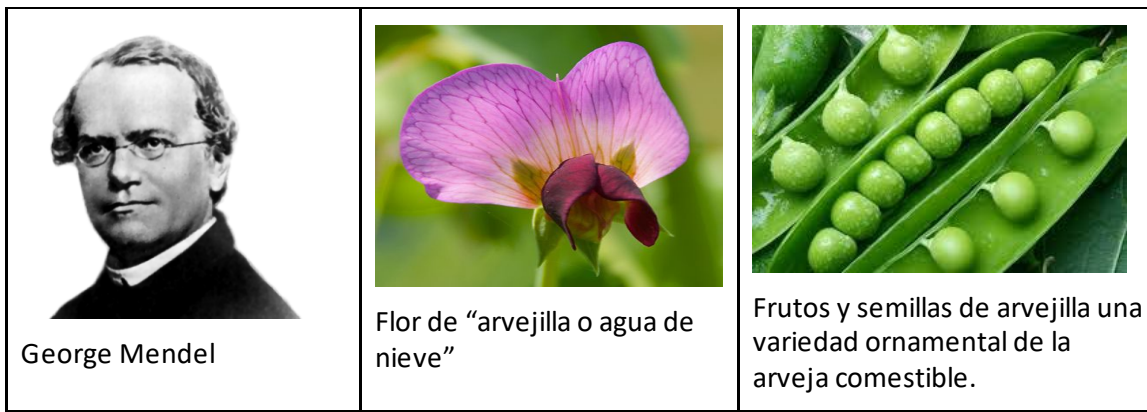 George Mendel
Flor de “arvejilla o agua de
nieve”
Frutos y semillas de arvejilla una
variedad ornamental de la
arveja comestible.